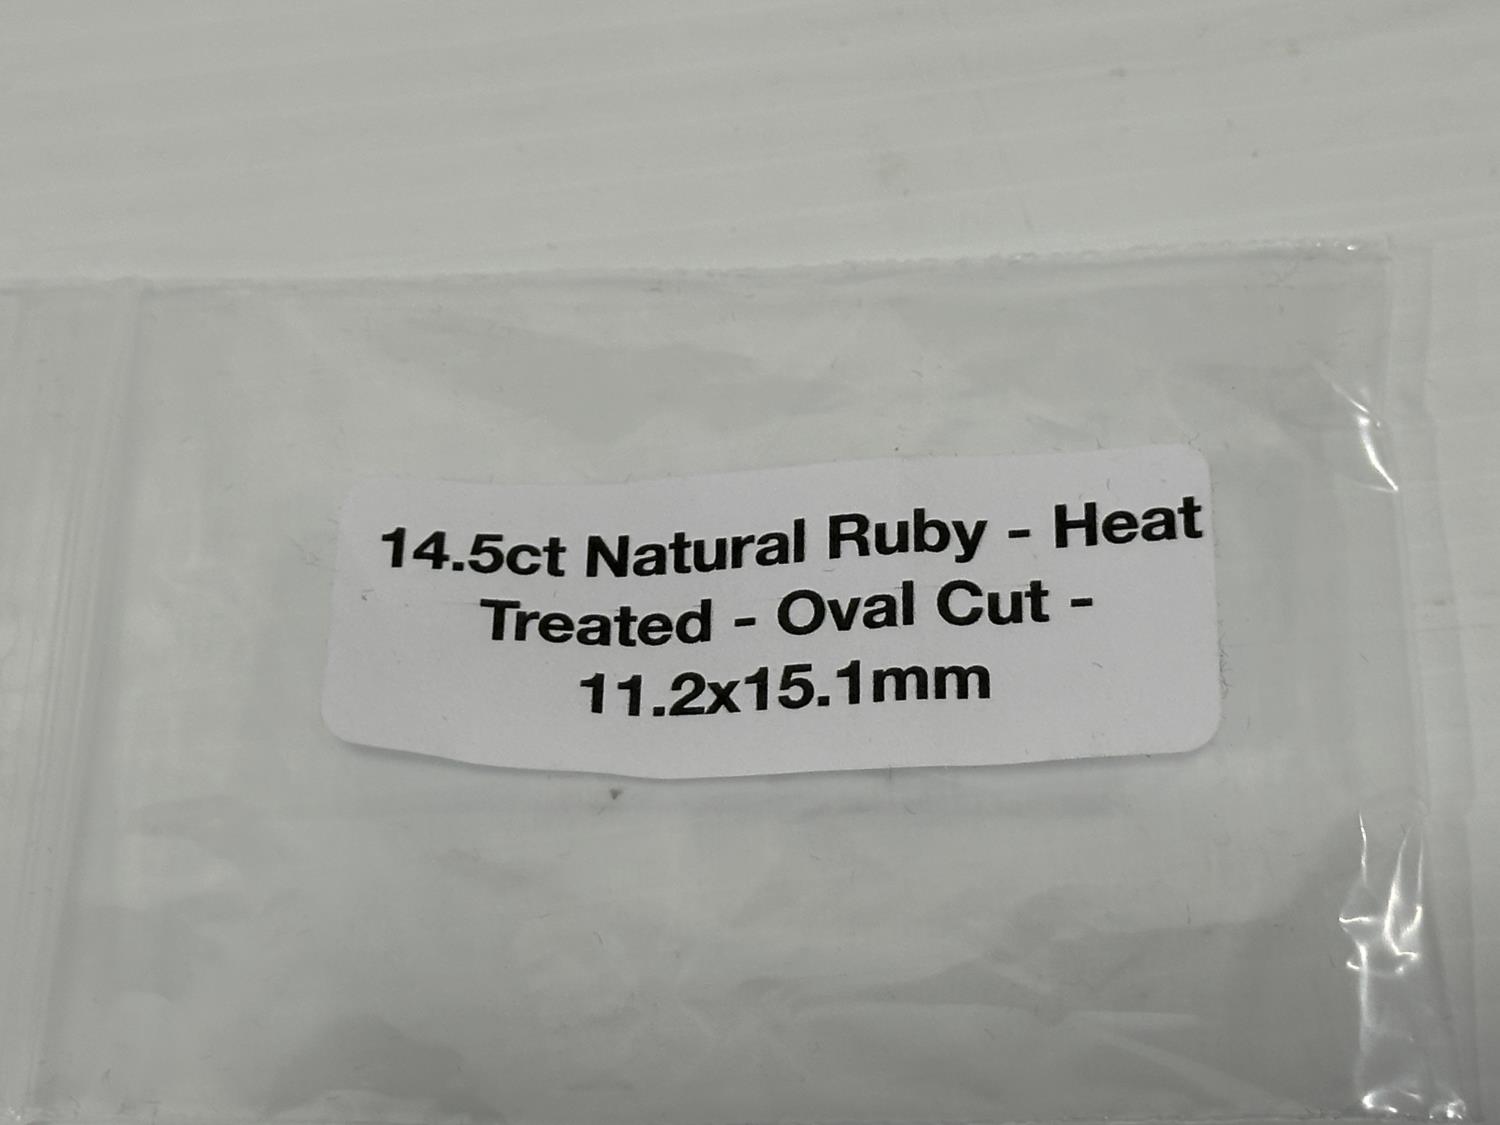 14.5ct Natural Ruby - Heat
Treated - Oval Cut -
11.2x15.1mm